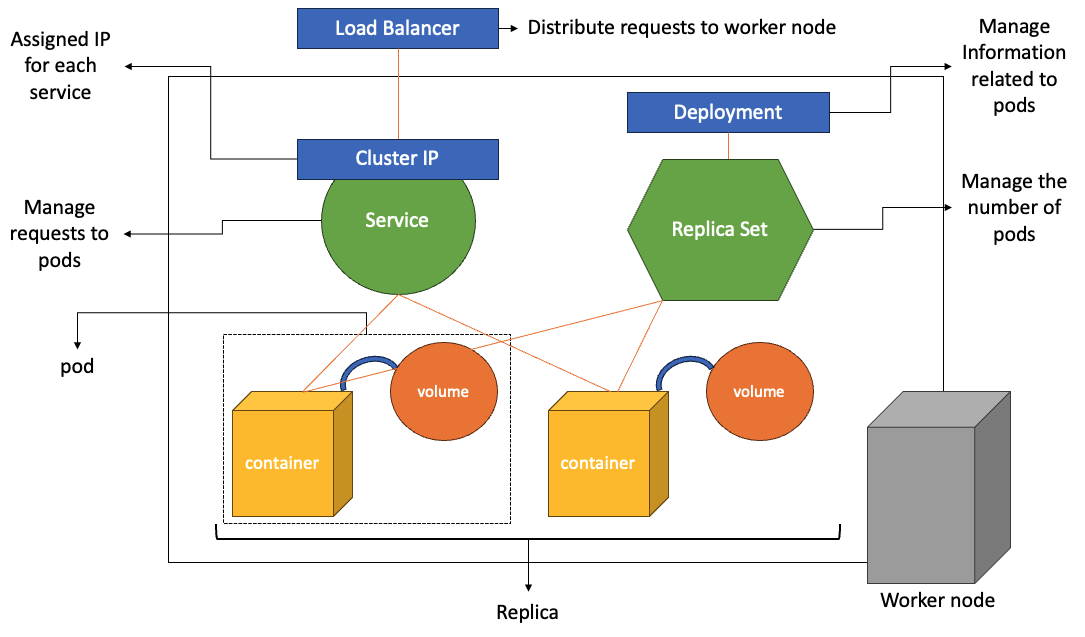 Load Balancer
Distribute requests to worker node
Assigned IP
for each
service
Manage
Information
related to
pods
Deployment
Cluster IP
Service
Replica Set
Manage the
number of
pods
Manage
requests to
pods
pod
volume
volume
container
container
Worker node
Replica